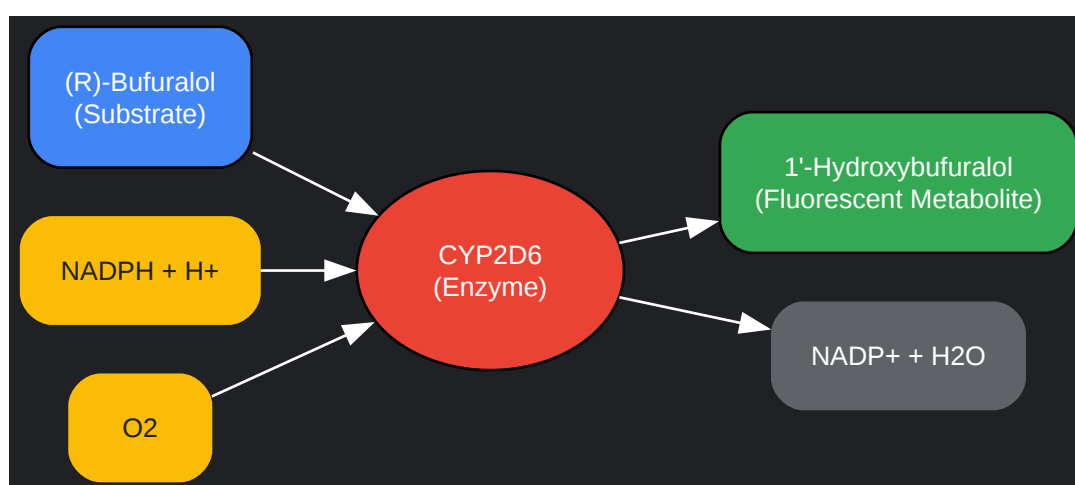 (R)-Bufuralol
(Substrate)
NADPH + H+
O2
CYP2D6
(Enzyme)
1'-Hydroxybufuralol
(Fluorescent Metabolite)
NADP+ + H2O